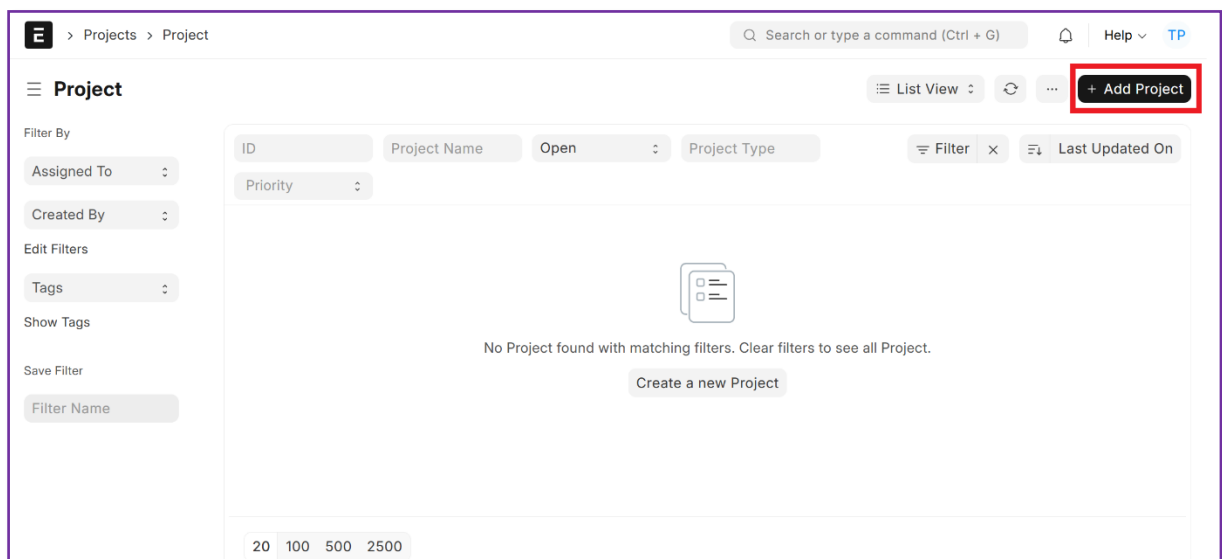 E > Projects > Project Search or type a command (Ctrl + G) Help TP
Project List View ... + Add Project
Filter By
Assigned To
Created By
Edit Filters
Tags
Show Tags
Save Filter
Filter Name
ID Project Name Open Project Type Filter × Last Updated On
Priority
No Project found with matching filters. Clear filters to see all Project.
Create a new Project
20 100 500 2500